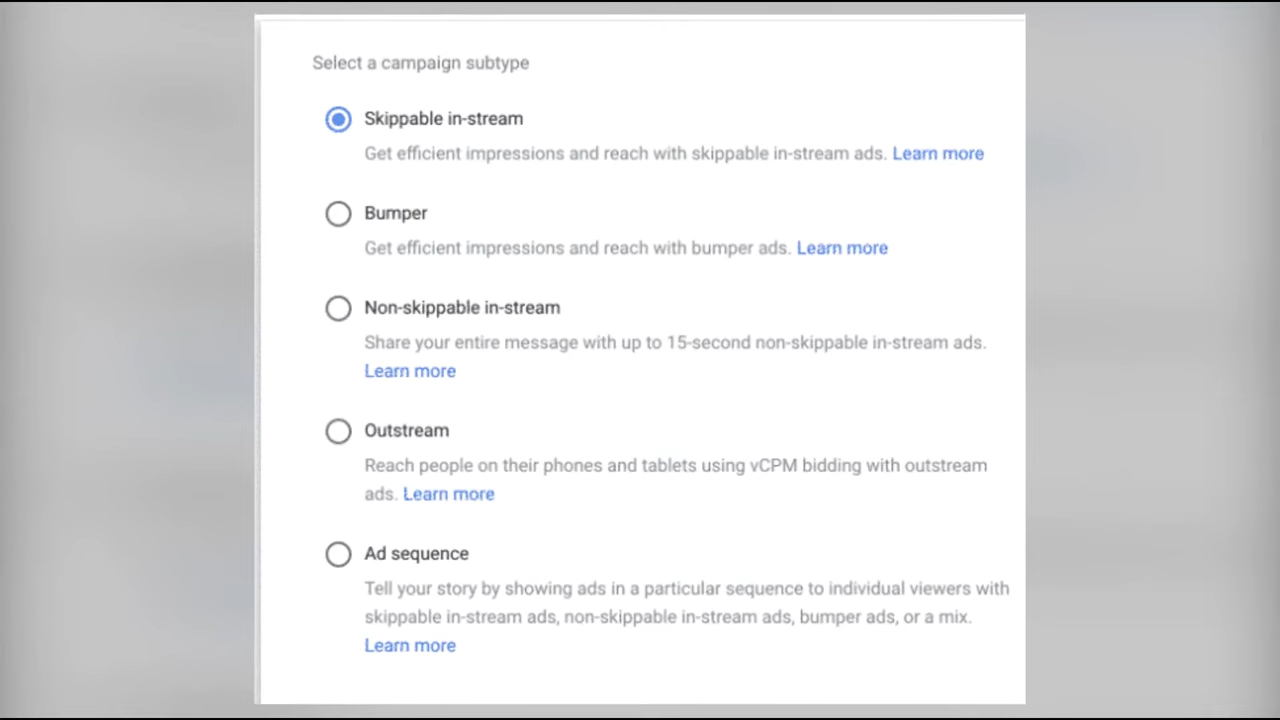 Select a campaign subtype
Skippable in-stream
Get efficient impressions and reach with skippable in-stream ads. Learn more
Bumper
Get efficient impressions and reach with bumper ads. Learn more
Non-skippable in-stream
Share your entire message with up to 15-second non-skippable in-stream ads.
Learn more
Outstream
Reach people on their phones and tablets using vCPM bidding with outstream
ads. Learn more
Ad sequence
Tell your story by showing ads in a particular sequence to individual viewers with
skippable in-stream ads, non-skippable in-stream ads, bumper ads, or a mix.
Learn more